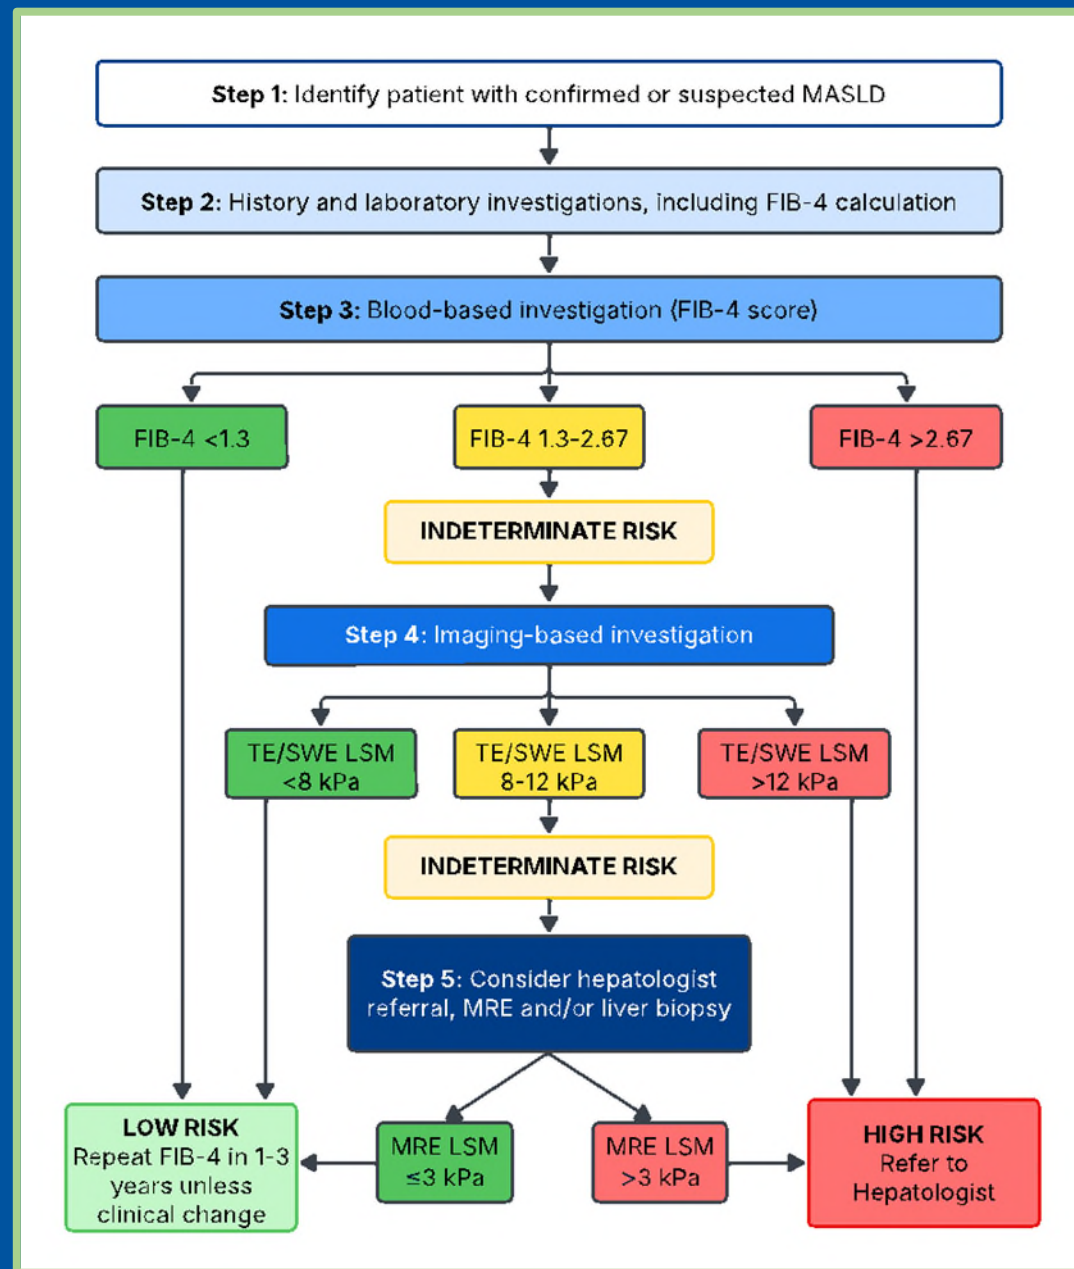 Step 1: Identify patient with confirmed or suspected MASLD
Step 2: History and laboratory investigations, including FIB-4 calculation
Step 3: Blood-based investigation (FIB-4 score)
FIB-4 <1.3
FIB-4 1.3-2.67
FIB-4 >2.67
INDETERMINATE RISK
Step 4: Imaging-based investigation
TE/SWE LSM
<8 kPa
TE/SWE LSM
8-12 kPa
TE/SWE LSM
>12 kPa
INDETERMINATE RISK
Step 5: Consider hepatologist
referral, MRE and/or liver biopsy
LOW RISK
Repeat FIB-4 in 1-3
years unless
clinical change
MRE LSM
≤3 kPa
MRE LSM
>3 kPa
HIGH RISK
Refer to
Hepatologist